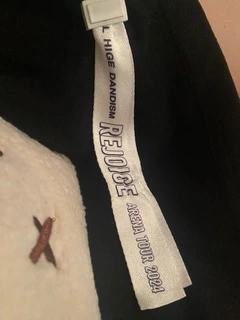 L HIGE DANDISM
REJOICE
ARENA TOUR 2024